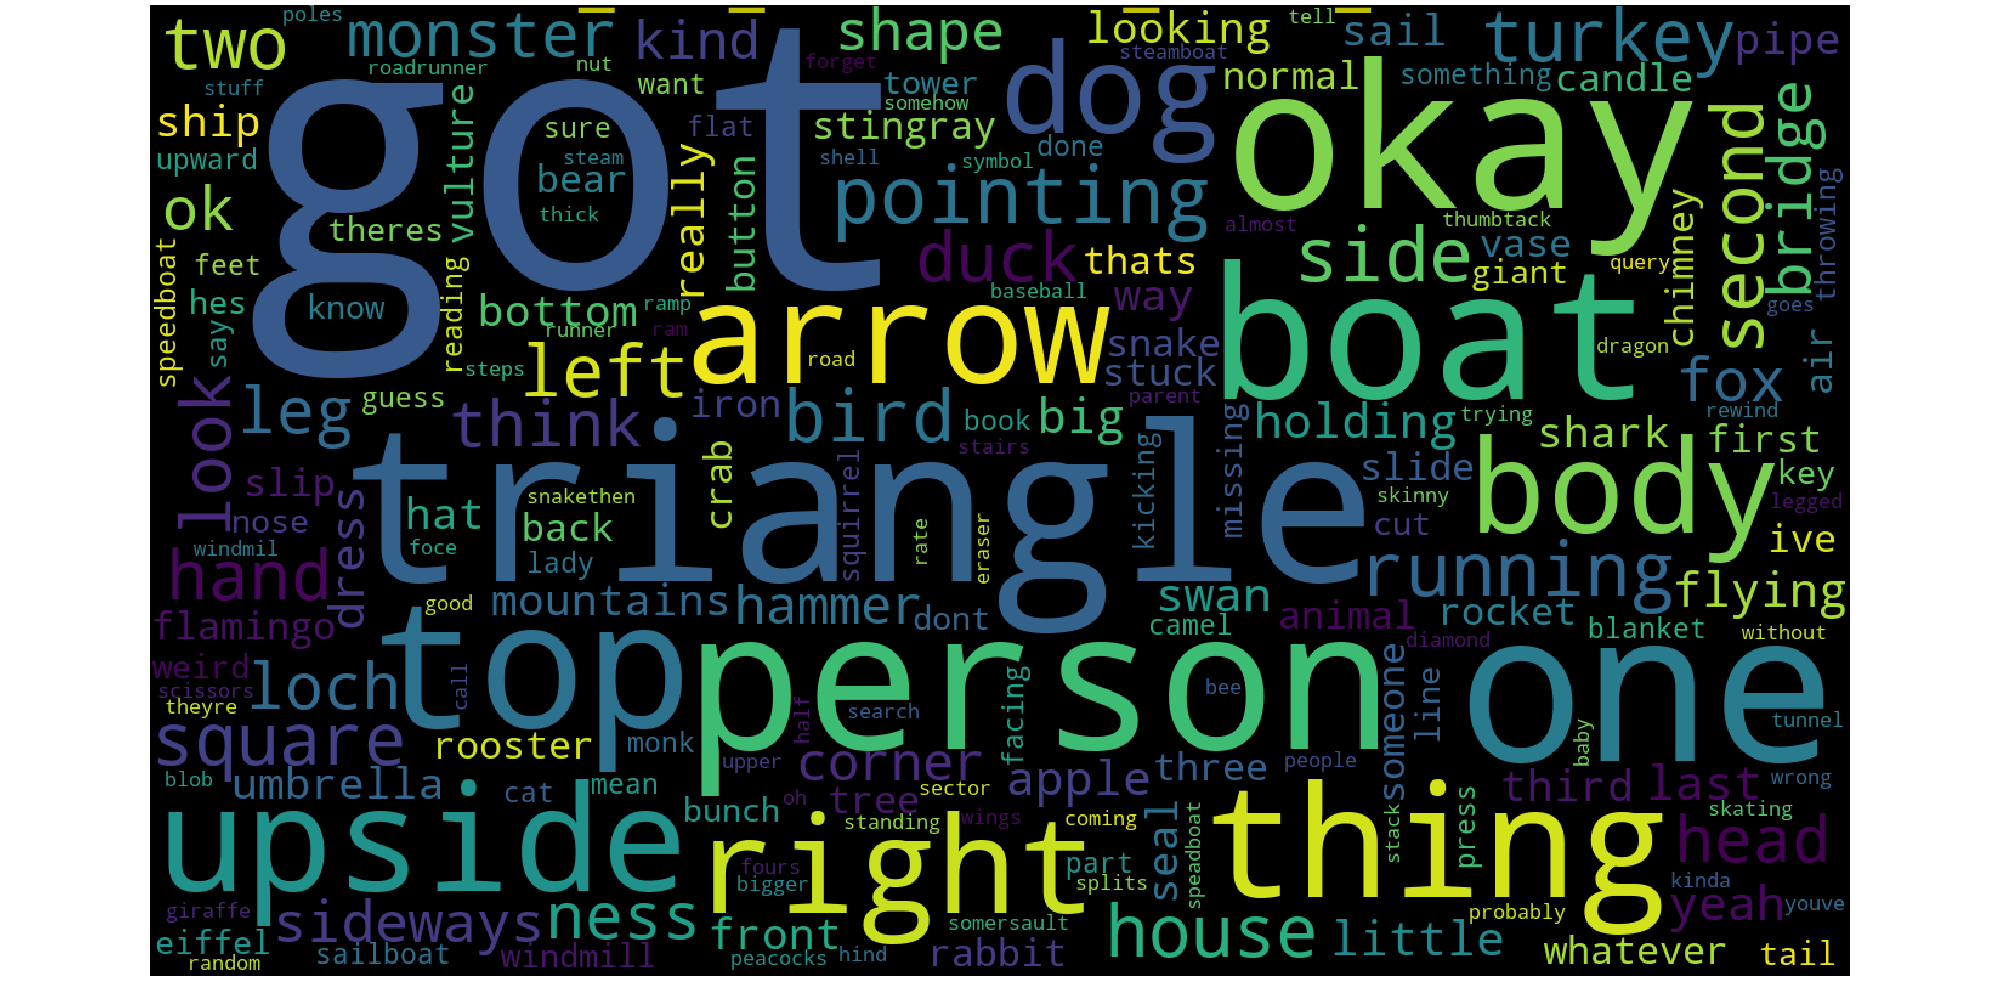 poles
two
monster
kind
shape
looking
tell
sail
turkey
pipe
roadrunner
nut
forget
steamboat
stuff
want
tower
dog
normal
something
candle
got
okay
ship
sure
flat
somehow
stingray
second
bridge
upward
vulture
steam
bear
really
button
shell
symbol
done
ok
thick
pointing
almost
thumbtack
chimney
throwing
theres
duck
thats
side
vase
speedboat
feet
reading
giant
query
hes
know
bottom
ramp
baseball
way
boat
goes
say
runner
ram
arrow
snake
dragon
air
look
steps
left
road
stuck
fox
leg
guess
think
iron
bird
book
big
parent
holding
trying
rewind
crab
stairs
kicking
missing
shark
first
slip
dress
triangle
squirrel
slide
body
key
nose
hat
snakethen
back
rate
eraser
skinny
legged
cut
windmil
foce
lady
running
ive
hand
good
mountains
hammer
dont
swan
animal
rocket
flying
flamingo
top
person
camel
diamond
blanket
without
one
weird
loch
call
facing
bee
someone
line
scissors
theyre
half
search
tunnel
square
rooster
monk
upper
corner
apple
three
people
baby
blob
umbrella
cat
mean
oh
tree
sector
thing
third
last
wrong
upside
bunch
standing
wings
coming
seal
speadboat
stack
press
skating
right
fours
bigger
part
splits
head
kinda
giraffe
sideways
ness
somersault
house
probably
yeah
youve
eiffel
sailboat
windmill
front
peacocks
hind
rabbit
little
whatever
tail
random